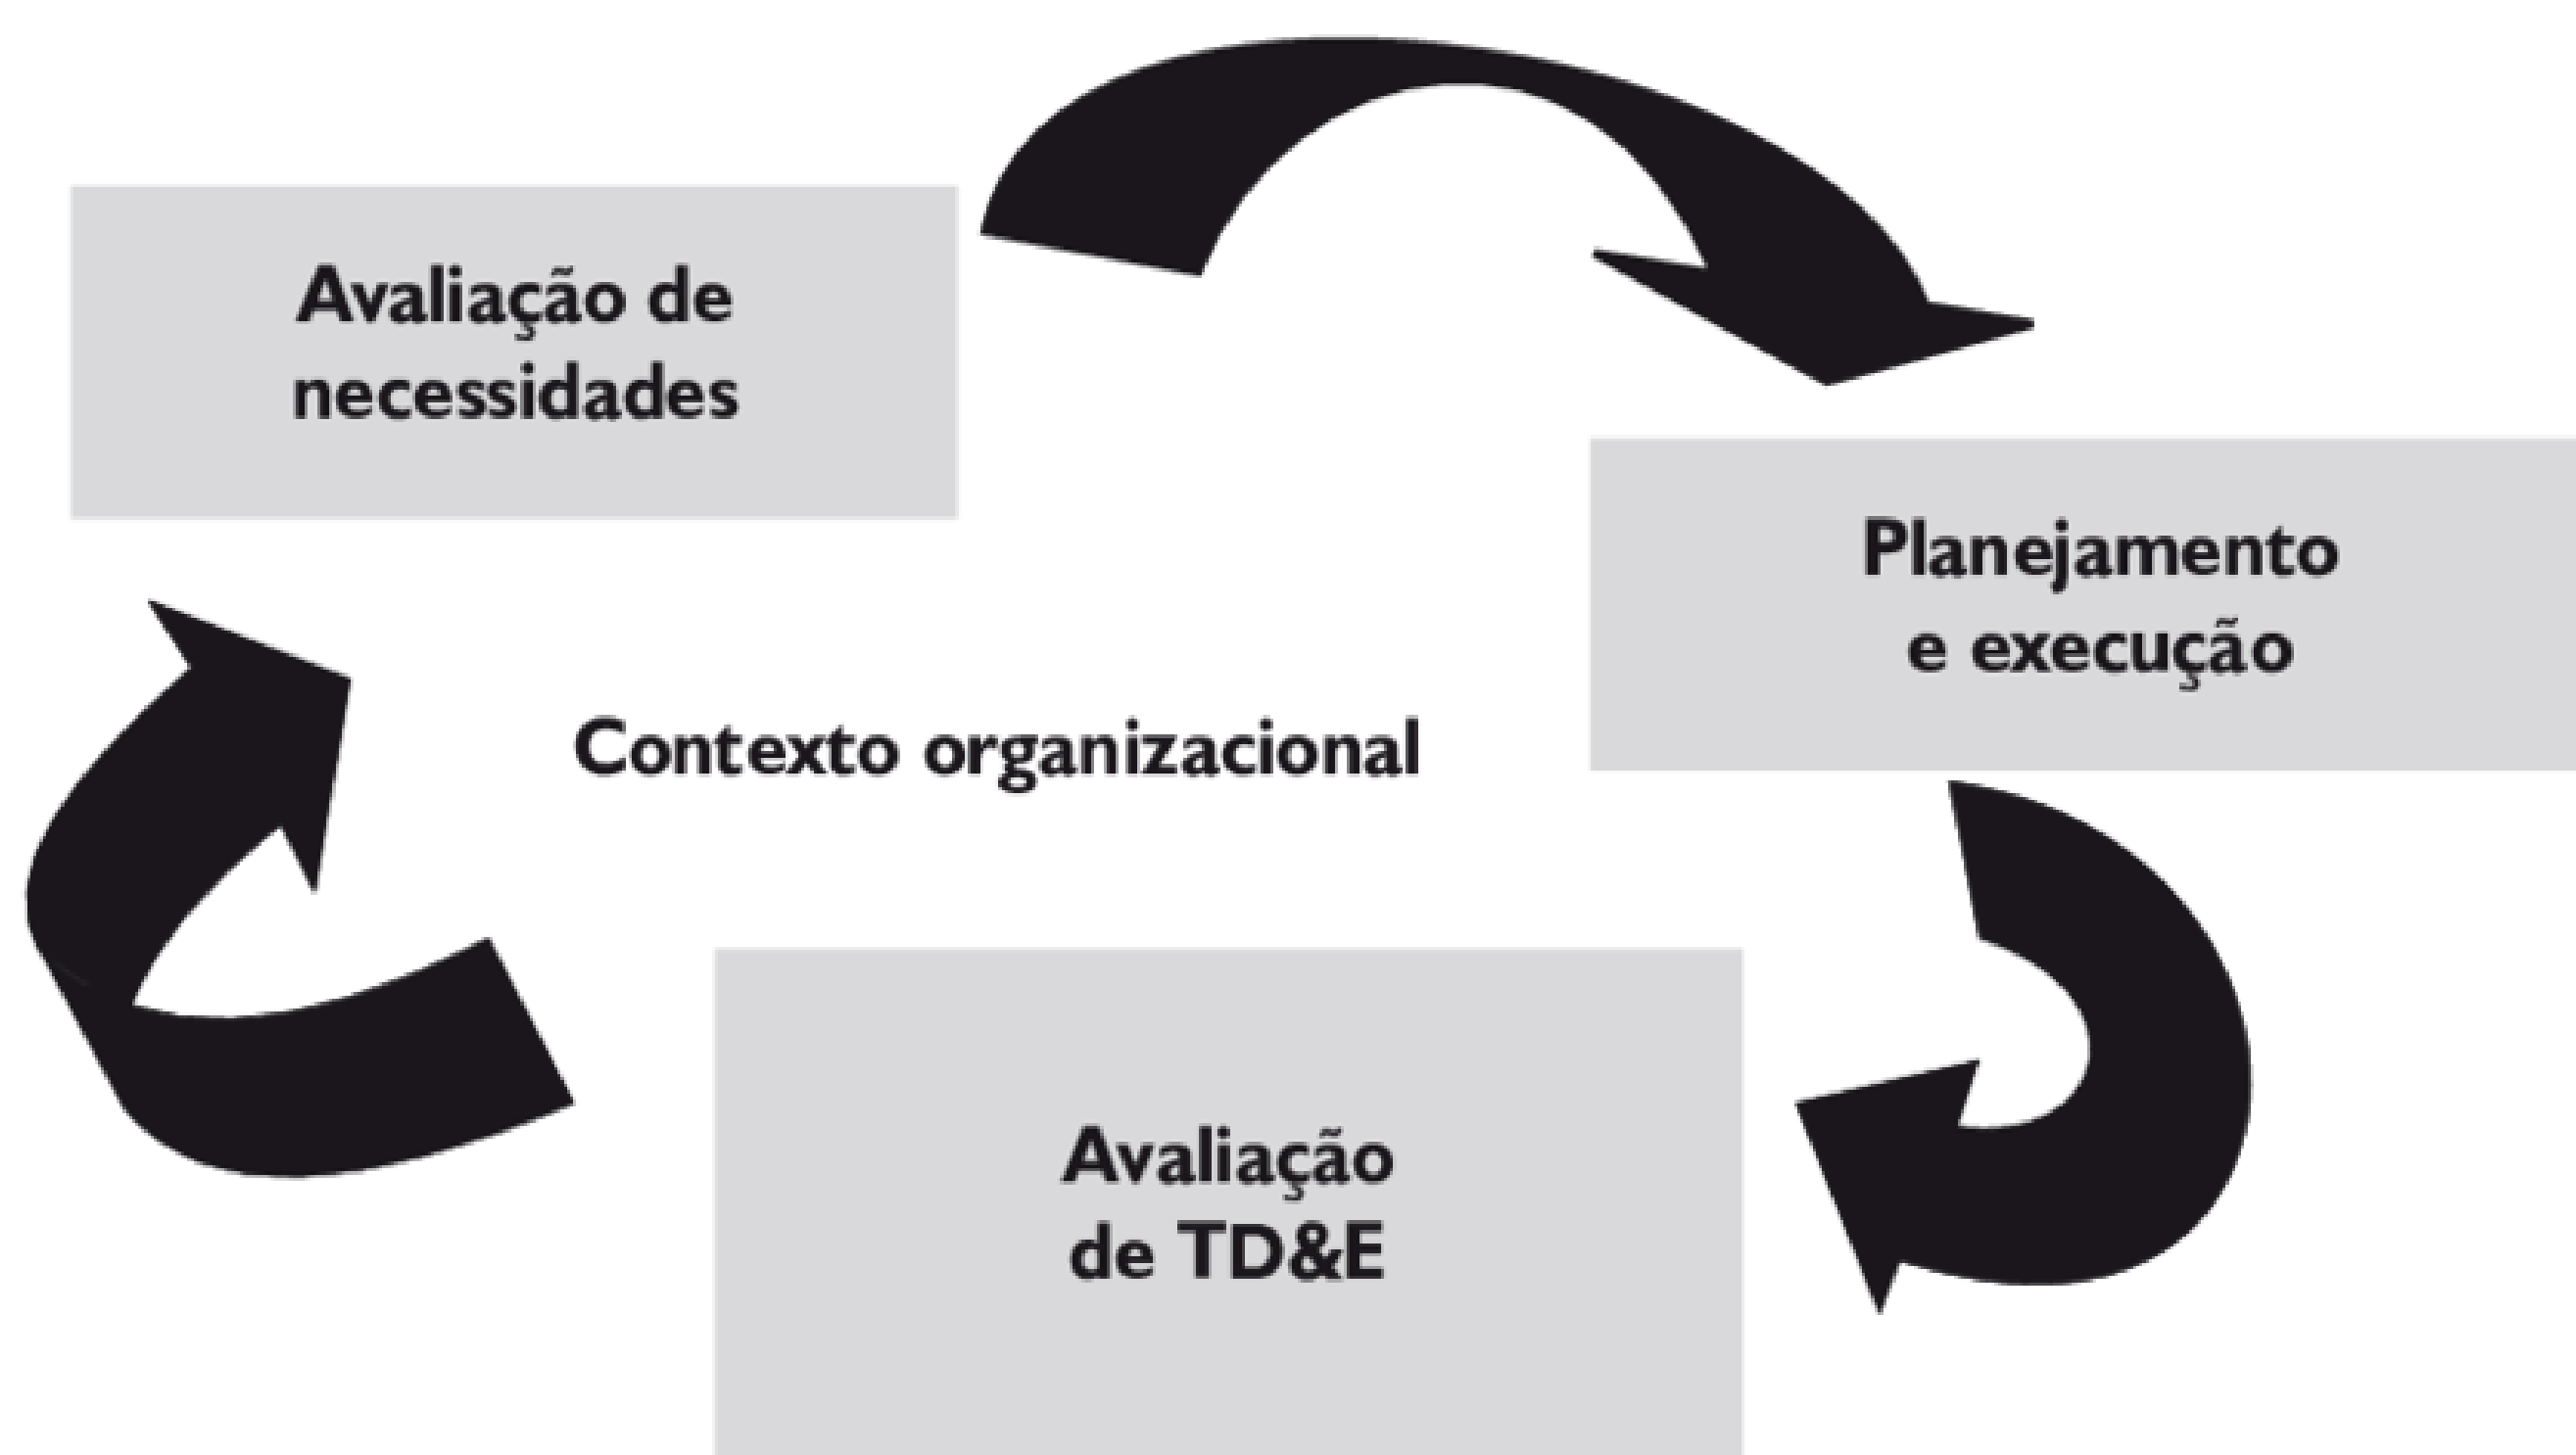 Avaliação de
necessidades
Planejamento
e execução
Contexto organizacional
Avaliação
de TD&E